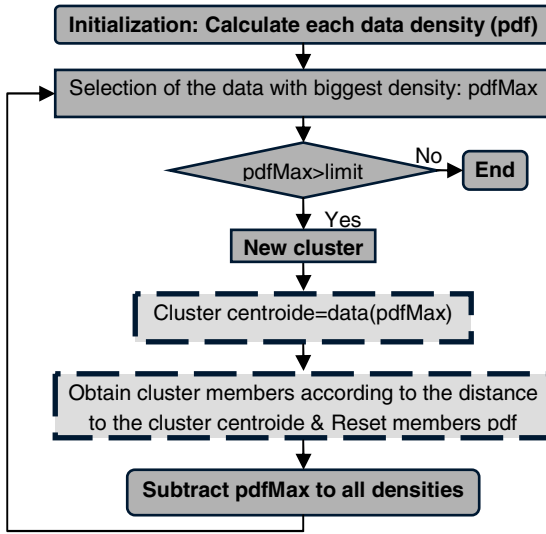 Initialization: Calculate each data density (pdf)
Selection of the data with biggest density: pdfMax
pdfMax>limit
No
End
Yes
New cluster
Cluster centroide=data(pdfMax)
Obtain cluster members according to the distance
to the cluster centroide & Reset members pdf
Subtract pdfMax to all densities